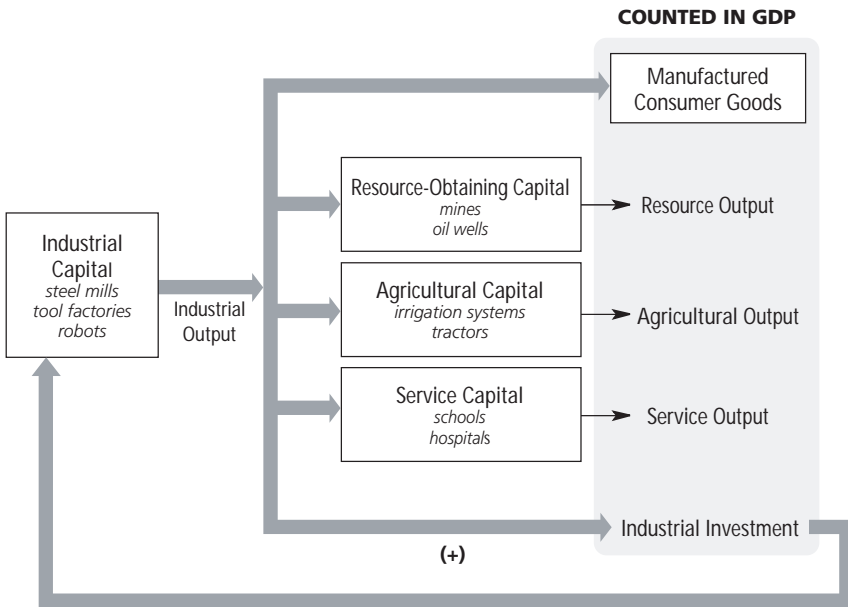 COUNTED IN GDP
Manufactured
Consumer Goods
Resource-Obtaining Capital
mines
oil wells
Resource Output
Industrial
Capital
steel mills
tool factories
robots
Industrial
Output
Agricultural Capital
irrigation systems
tractors
Agricultural Output
Service Capital
schools
hospitals
Service Output
Industrial Investment
(+)